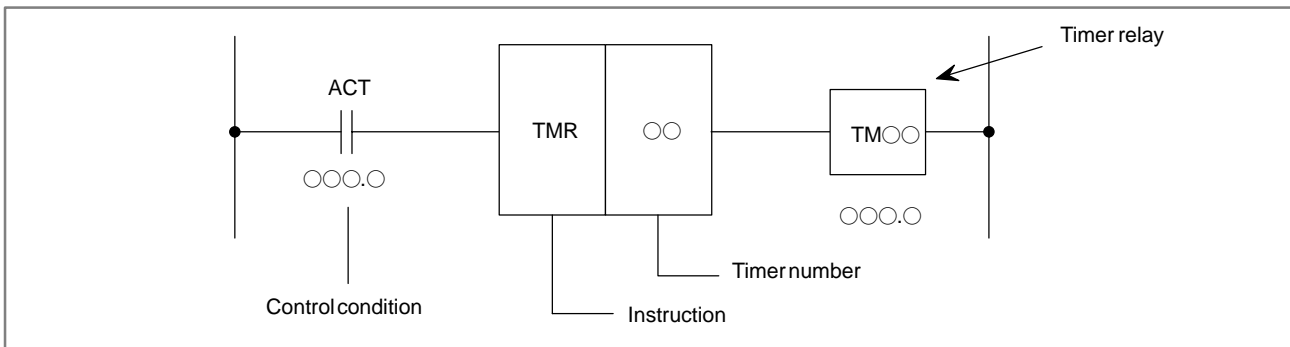 Timer relay
ACT
TMR
○○
TM○○
○○○.○
○○○.○
Timer number
Control condition
Instruction